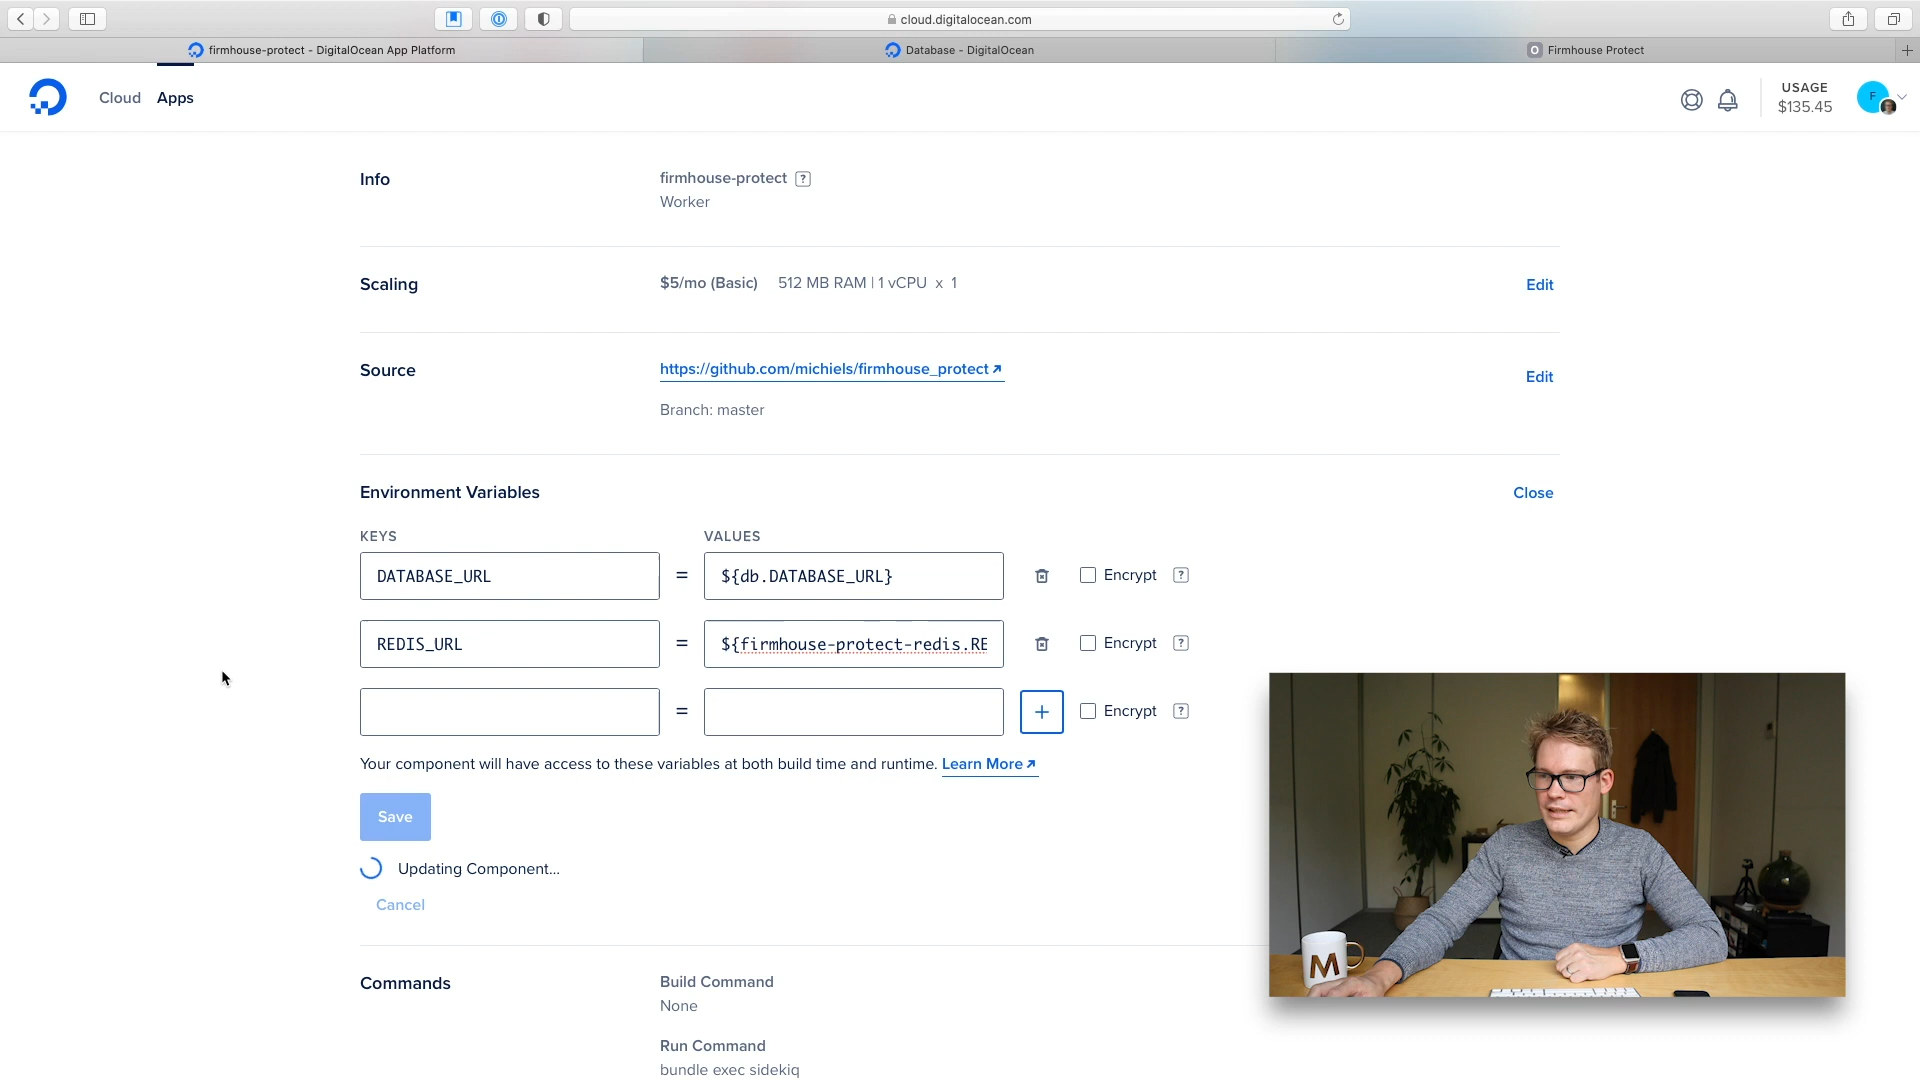 cloud.digitalocean.com
firmhouse-protect - DigitalOcean App Platform
Database - DigitalOcean
O Firmhouse Protect
Cloud Apps
USAGE
$135.45
F
Info
firmhouse-protect ?
Worker
Scaling
$5/mo (Basic) 512 MB RAM | 1 vCPU x 1
Edit
Source
https://github.com/michiels/firmhouse_protect
Edit
Branch: master
Environment Variables
Close
KEYS VALUES
DATABASE_URL = ${db.DATABASE_URL} Encrypt ?
REDIS_URL = ${firmhouse-protect-redis.RE Encrypt ?
= + Encrypt ?
Your component will have access to these variables at both build time and runtime. Learn More
Save
Updating Component...
Cancel
Commands
Build Command
None
Run Command
bundle exec sidekiq
M